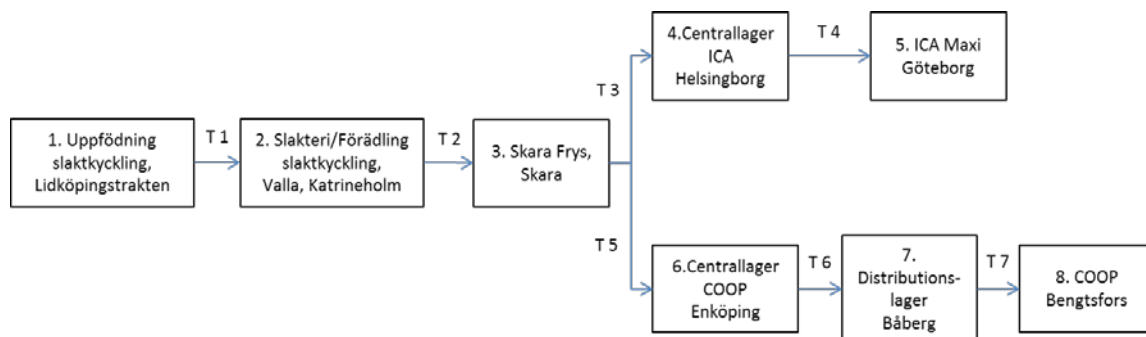 1. Uppfödning
slaktkyckling,
Lidköpingstrakten
T 1
2. Slakteri/Förädling
slaktkyckling,
Valla, Katrineholm
T 2
3. Skara Frys,
Skara
T 3
4.Centrallager
ICA
Helsingborg
T 4
5. ICA Maxi
Göteborg
T 5
6.Centrallager
COOP
Enköping
T 6
7.
Distributions-
lager
Båberg
T 7
8. COOP
Bengtsfors